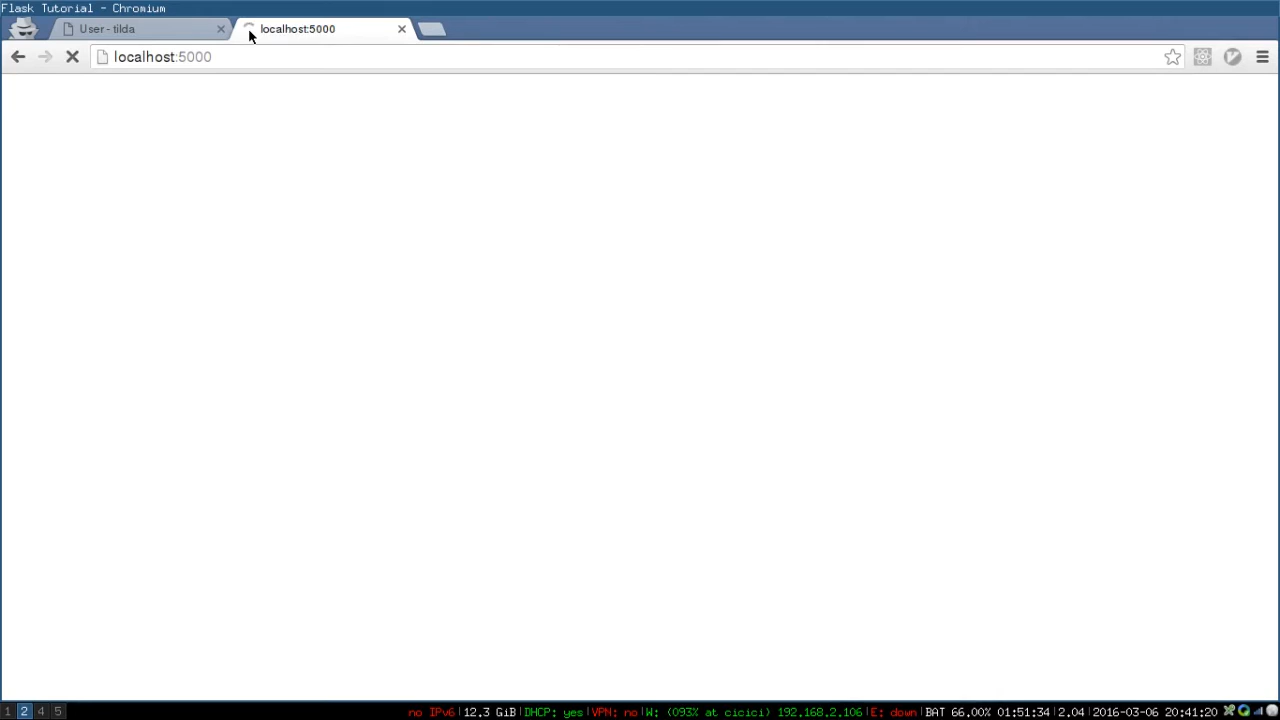 Flask Tutorial - Chromium
User - tilda
localhost:5000
localhost:5000
1 2 4 5
no IPv6|12.3 GiB|DHCP: yes|VPN: no|W: (093% at cicici) 192.168.2.106|E: down|BAT 66.00% 01:51:34|2.04|2016-03-06 20:41:20